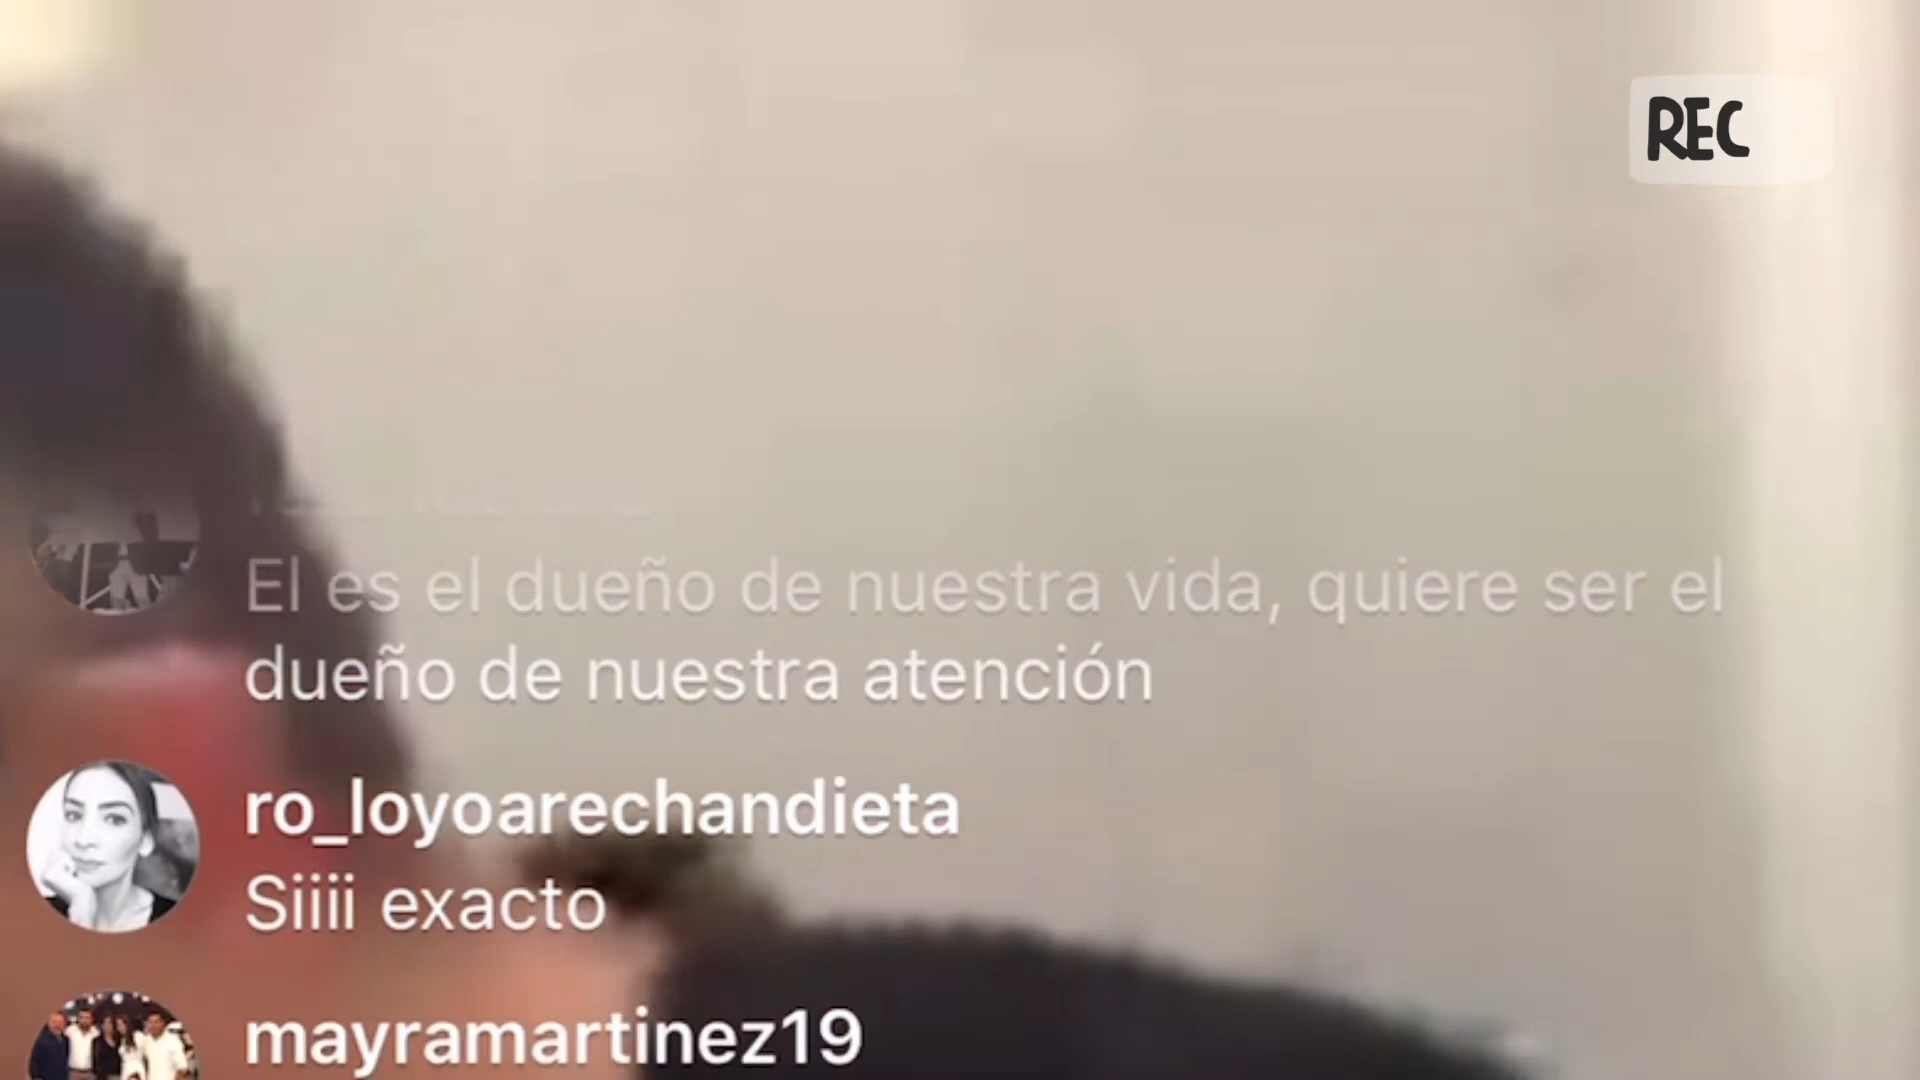 REC
El es el dueño de nuestra vida, quiere ser el
dueño de nuestra atención
ro_loyoarechandieta
Siiii exacto
mayramartinez19